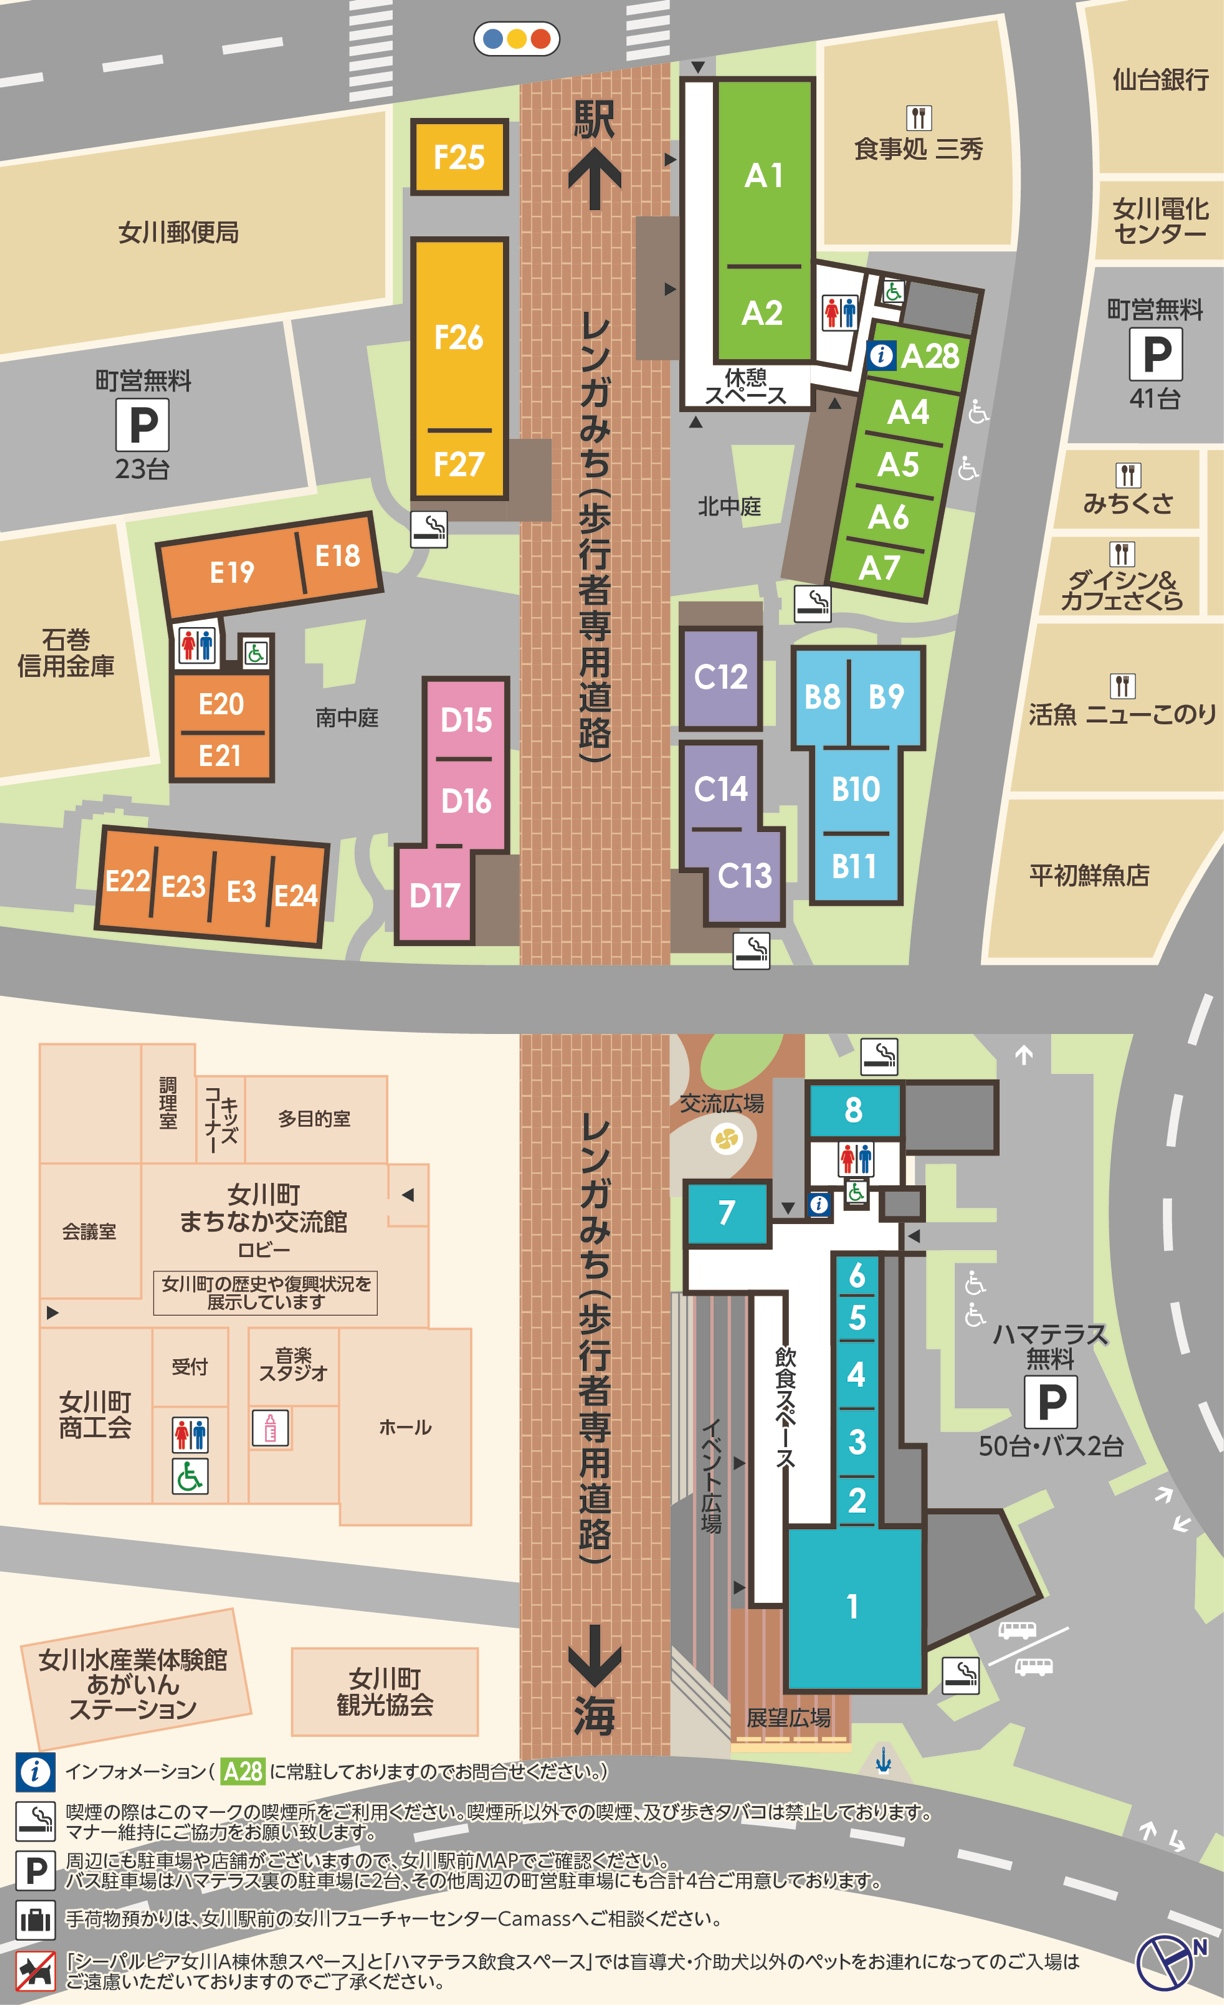 仙台銀行
駅
F25
A1
食事処 三秀
女川郵便局
女川電化
センター
レンガみち(歩行者専用道路)
F26
A2
町営無料
P
41台
A28
休憩
スペース
町営無料
P
23台
A4
F27
A5
みちくさ
北中庭
A6
E18
E19
A7
ダイシン&
カフェさくら
石巻
信用金庫
C12
B8
B9
E20
南中庭
D15
活魚 ニューこのり
E21
C14
B10
D16
E22
E23
E3
E24
D17
C13
B11
平初鮮魚店
調理室
キッズ
コーナー
多目的室
交流広場
8
レンガみち(歩行者専用道路)
女川町
まちなか交流館
ロビー
会議室
7
女川町の歴史や復興状況を
展示しています
6
5
ハマテラス
無料
P
50台・バス2台
受付
音楽
スタジオ
飲食スペース
4
女川町
商工会
ホール
イベント広場
3
2
1
女川水産業体験館
あがいん
ステーション
女川町
観光協会
海
展望広場
インフォメーション( A28 に常駐しておりますのでお問合せください。)
喫煙の際はこのマークの喫煙所をご利用ください。喫煙所以外での喫煙、及び歩きタバコは禁止しております。
マナー維持にご協力をお願い致します。
P 周辺にも駐車場や店舗がございますので、女川駅前MAPでご確認ください。
バス駐車場はハマテラス裏の駐車場に2台、その他周辺の町営駐車場にも合計4台ご用意しております。
手荷物預かりは、女川駅前の女川フューチャーセンターCamassへご相談ください。
「シーパルピア女川A棟休憩スペース」と「ハマテラス飲食スペース」では盲導犬・介助犬以外のペットをお連れになってのご入場は
ご遠慮いただいておりますのでご了承ください。
N